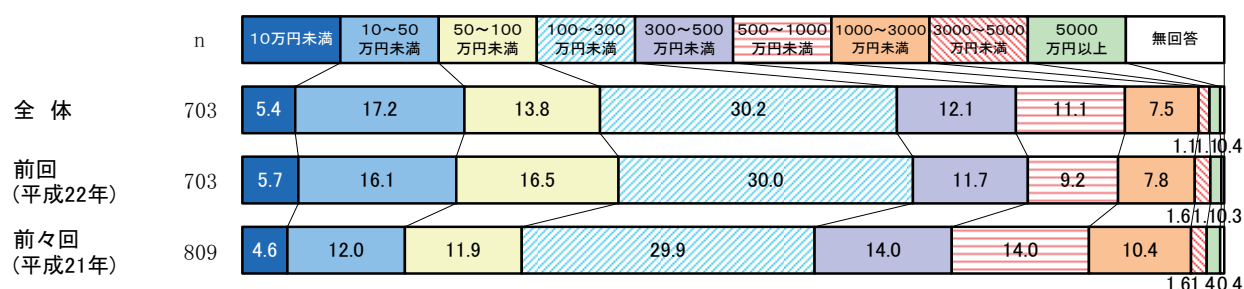 n
10万円未満
10～50
万円未満
50～100
万円未満
100～300
万円未満
300～500
万円未満
500～1000
万円未満
1000～3000
万円未満
3000～5000
万円未満
5000
万円以上
無回答
全 体 703 5.4 17.2 13.8 30.2 12.1 11.1 7.5
1.1 1.1 0.4
前回
(平成22年) 703 5.7 16.1 16.5 30.0 11.7 9.2 7.8
1.6 1.1 0.3
前々回
(平成21年) 809 4.6 12.0 11.9 29.9 14.0 14.0 10.4
1.6 1.4 0.4